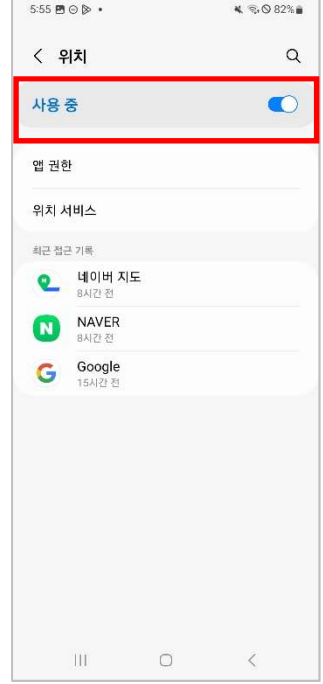 5:55
82%
위치
사용 중
앱 권한
위치 서비스
최근 접근 기록
네이버 지도
8시간 전
NAVER
8시간 전
Google
15시간 전